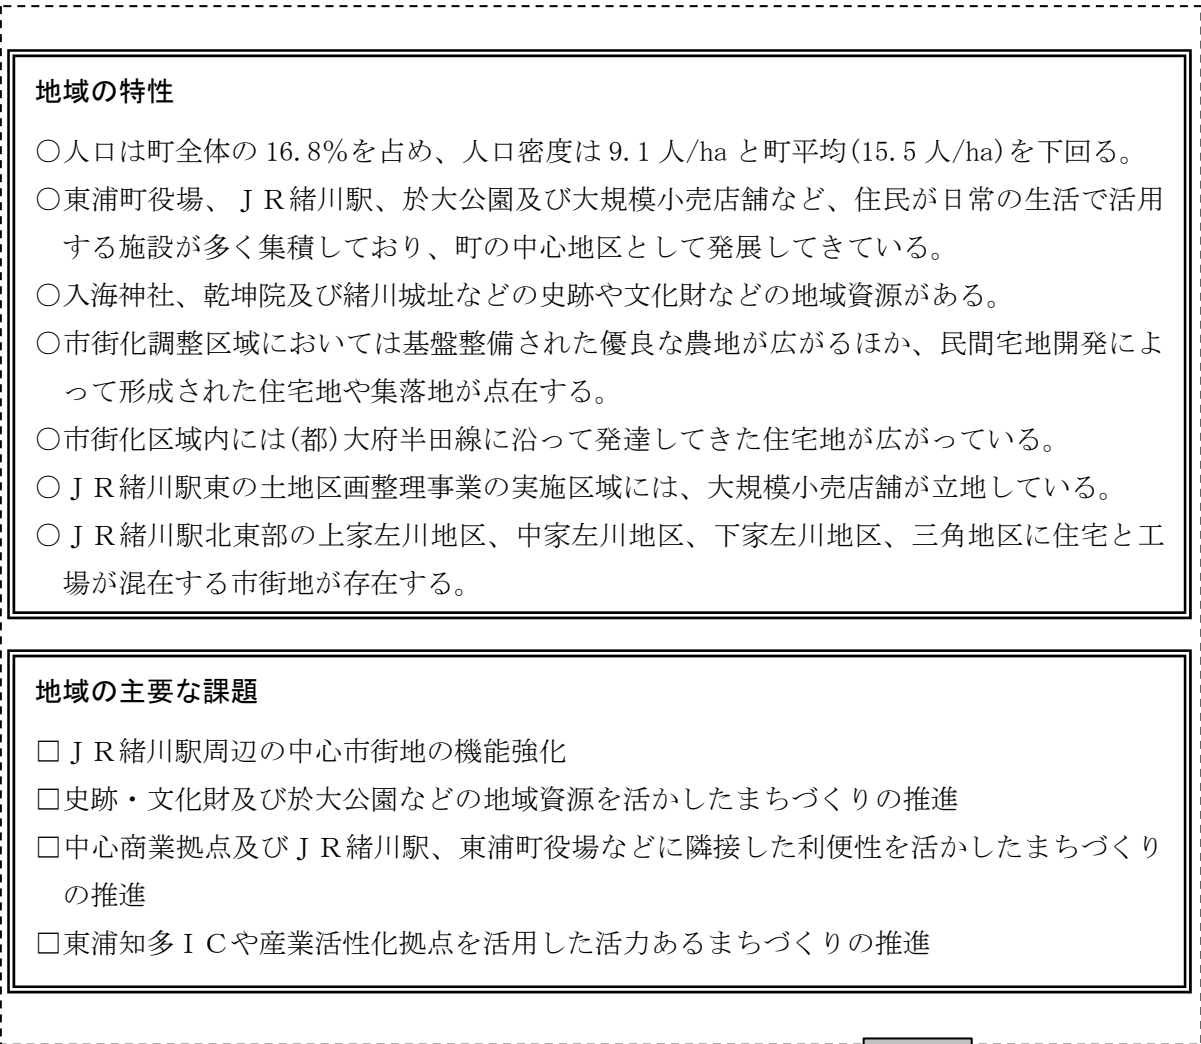 地域の特性
○人口は町全体の 16.8%を占め、人口密度は 9.1 人/ha と町平均(15.5 人/ha)を下回る。
○東浦町役場、ＪＲ緒川駅、於大公園及び大規模小売店舗など、住民が日常の生活で活用
する施設が多く集積しており、町の中心地区として発展してきている。
○入海神社、乾坤院及び緒川城址などの史跡や文化財などの地域資源がある。
○市街化調整区域においては基盤整備された優良な農地が広がるほか、民間宅地開発によ
って形成された住宅地や集落地が点在する。
○市街化区域内には(都)大府半田線に沿って発達してきた住宅地が広がっている。
○ＪＲ緒川駅東の土地区画整理事業の実施区域には、大規模小売店舗が立地している。
○ＪＲ緒川駅北東部の上家左川地区、中家左川地区、下家左川地区、三角地区に住宅と工
場が混在する市街地が存在する。
地域の主要な課題
□ＪＲ緒川駅周辺の中心市街地の機能強化
□史跡・文化財及び於大公園などの地域資源を活かしたまちづくりの推進
□中心商業拠点及びＪＲ緒川駅、東浦町役場などに隣接した利便性を活かしたまちづくり
の推進
□東浦知多ＩＣや産業活性化拠点を活用した活力あるまちづくりの推進